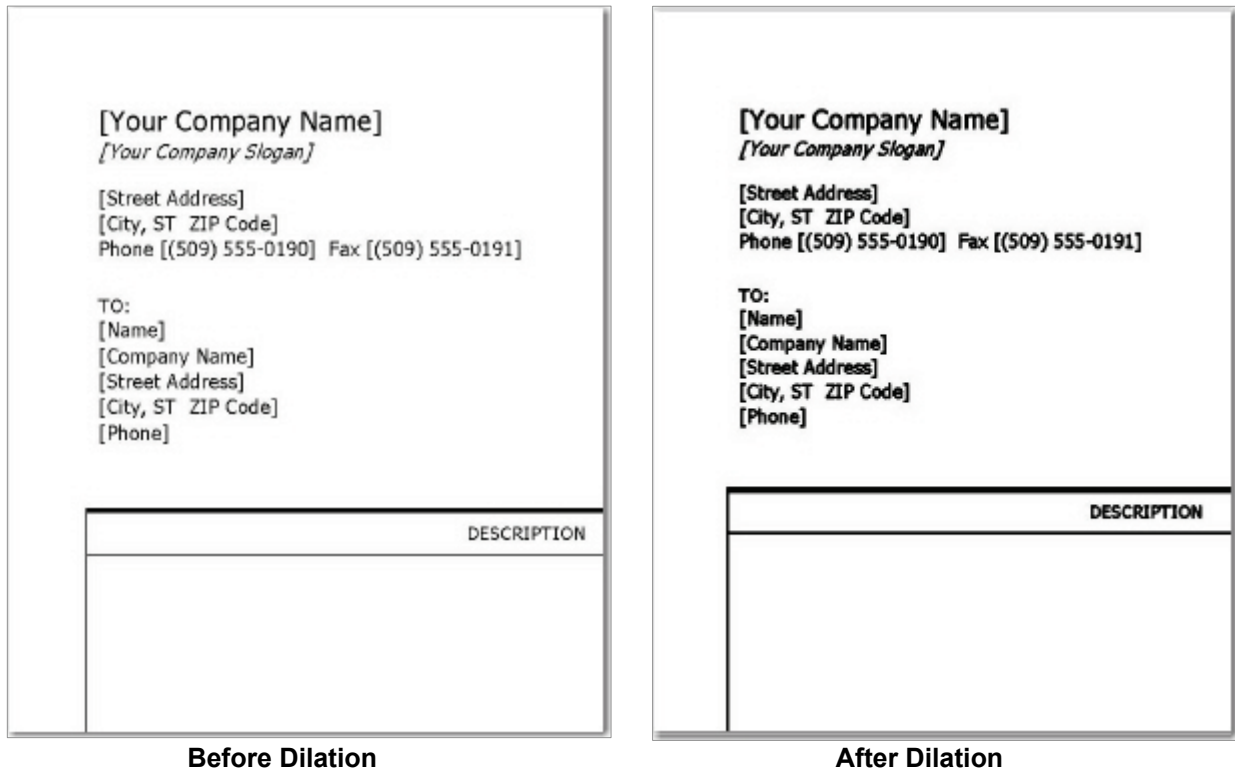 [Your Company Name]
[Your Company Slogan]
[Street Address]
[City, ST  ZIP Code]
Phone [(509) 555-0190]  Fax [(509) 555-0191]
TO:
[Name]
[Company Name]
[Street Address]
[City, ST  ZIP Code]
[Phone]
DESCRIPTION
Before Dilation
[Your Company Name]
[Your Company Slogan]
[Street Address]
[City, ST  ZIP Code]
Phone [(509) 555-0190]  Fax [(509) 555-0191]
TO:
[Name]
[Company Name]
[Street Address]
[City, ST  ZIP Code]
[Phone]
DESCRIPTION
After Dilation